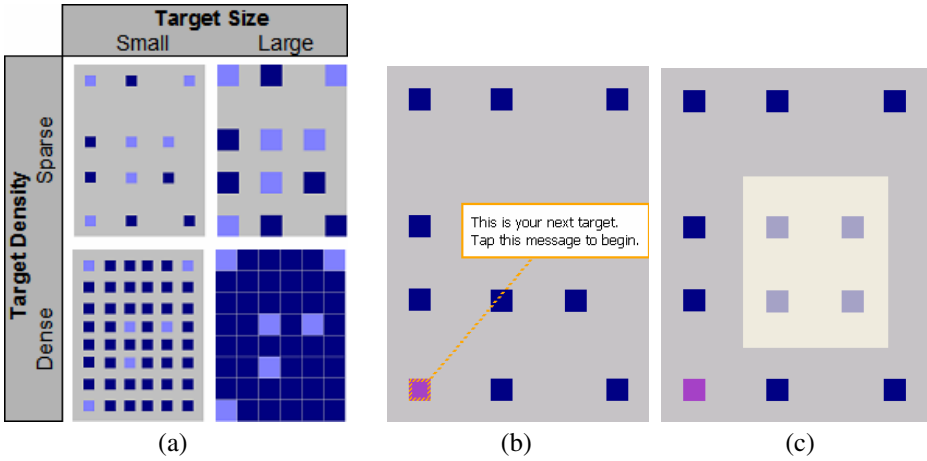 Target Size
Small Large
Target Density
Sparse
Dense
This is your next target.
Tap this message to begin.
(a) (b) (c)